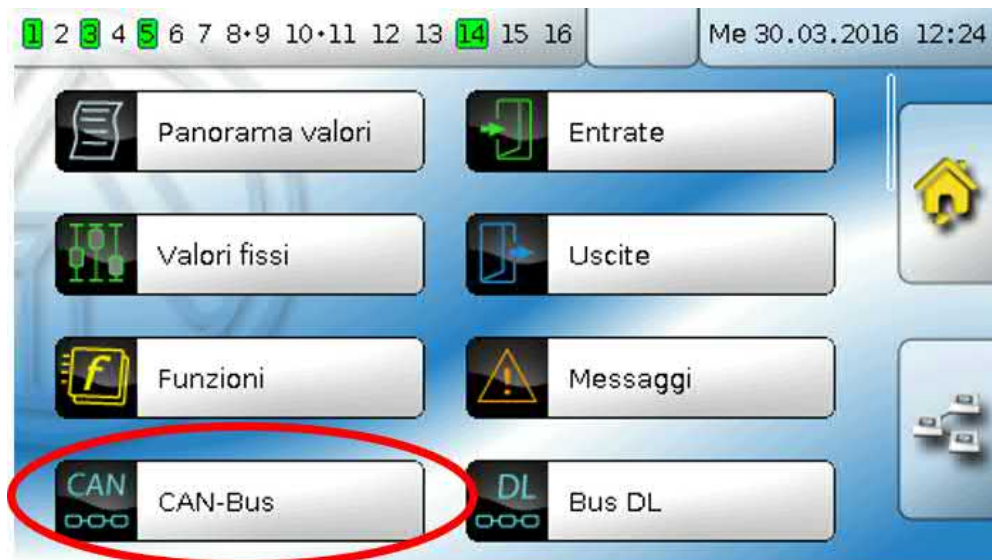 1 2 3 4 5 6 7 8·9 10·11 12 13 14 15 16 Me 30.03.2016 12:24
Panorama valori
Entrate
Valori fissi
Uscite
f Funzioni
Messaggi
CAN CAN-Bus
DL Bus DL